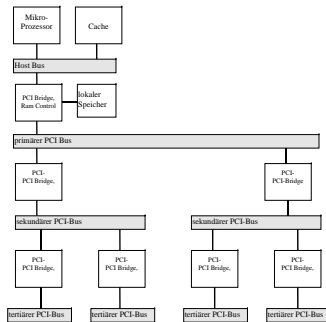 Mikro-
Prozessor
Cache
Host Bus
PCI Bridge,
Ram Control
lokaler
Speicher
primärer PCI Bus
PCI-
PCI Bridge,
PCI-
PCI-Bridge
sekundärer PCI-Bus
sekundärer PCI-Bus
PCI-
PCI Bridge,
PCI-
PCI Bridge,
PCI-
PCI Bridge,
PCI-
PCI Bridge,
tertiärer PCI-Bus
tertiärer PCI-Bus
tertiärer PCI-Bus
tertiärer PCI-Bus